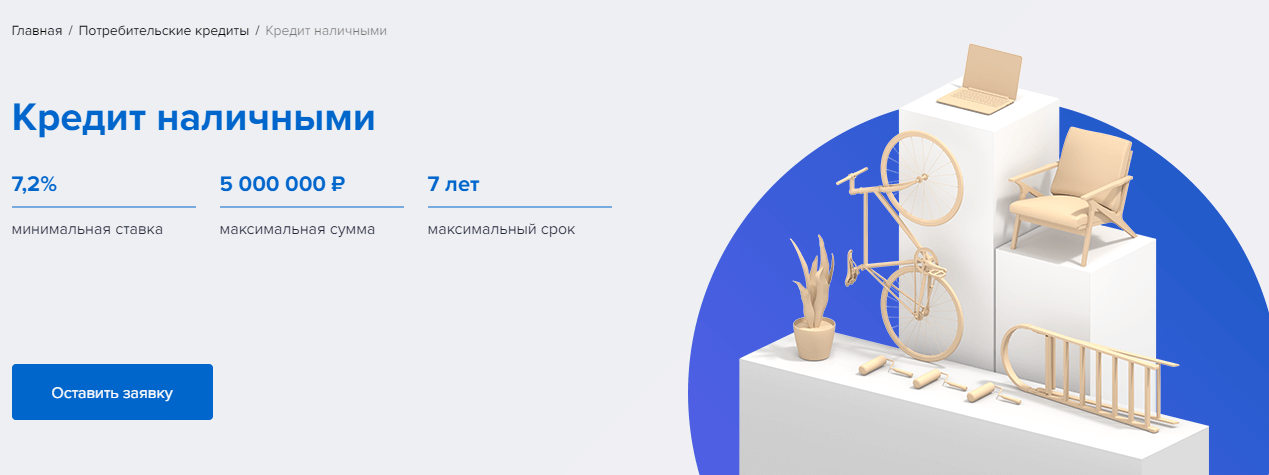 Главная / Потребительские кредиты / Кредит наличными
Кредит наличными
7,2% 5 000 000 ₽ 7 лет
минимальная ставка максимальная сумма максимальный срок
Оставить заявку